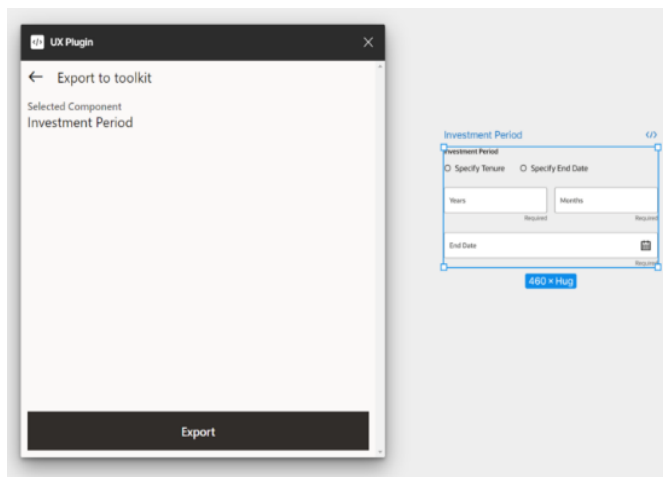 UX Plugin
Export to toolkit
Selected Component
Investment Period
Export
Investment Period
Investment Period
Specify Tenure Specify End Date
Years Months
Required Required
End Date
Required
460 × Hug